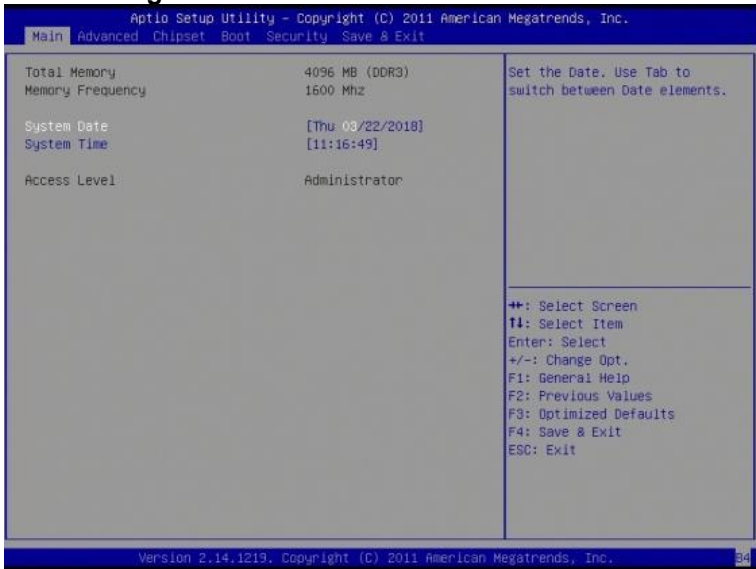 Aptio Setup Utility – Copyright (C) 2011 American Megatrends, Inc.
Main Advanced Chipset Boot Security Save & Exit
Total Memory 4096 MB (DDR3)
Memory Frequency 1600 Mhz
System Date [Thu 03/22/2018]
System Time [11:16:49]
Access Level Administrator
Set the Date. Use Tab to
switch between Date elements.
→←: Select Screen
↑↓: Select Item
Enter: Select
+/-: Change Opt.
F1: General Help
F2: Previous Values
F3: Optimized Defaults
F4: Save & Exit
ESC: Exit
Version 2.14.1219. Copyright (C) 2011 American Megatrends, Inc.
B4